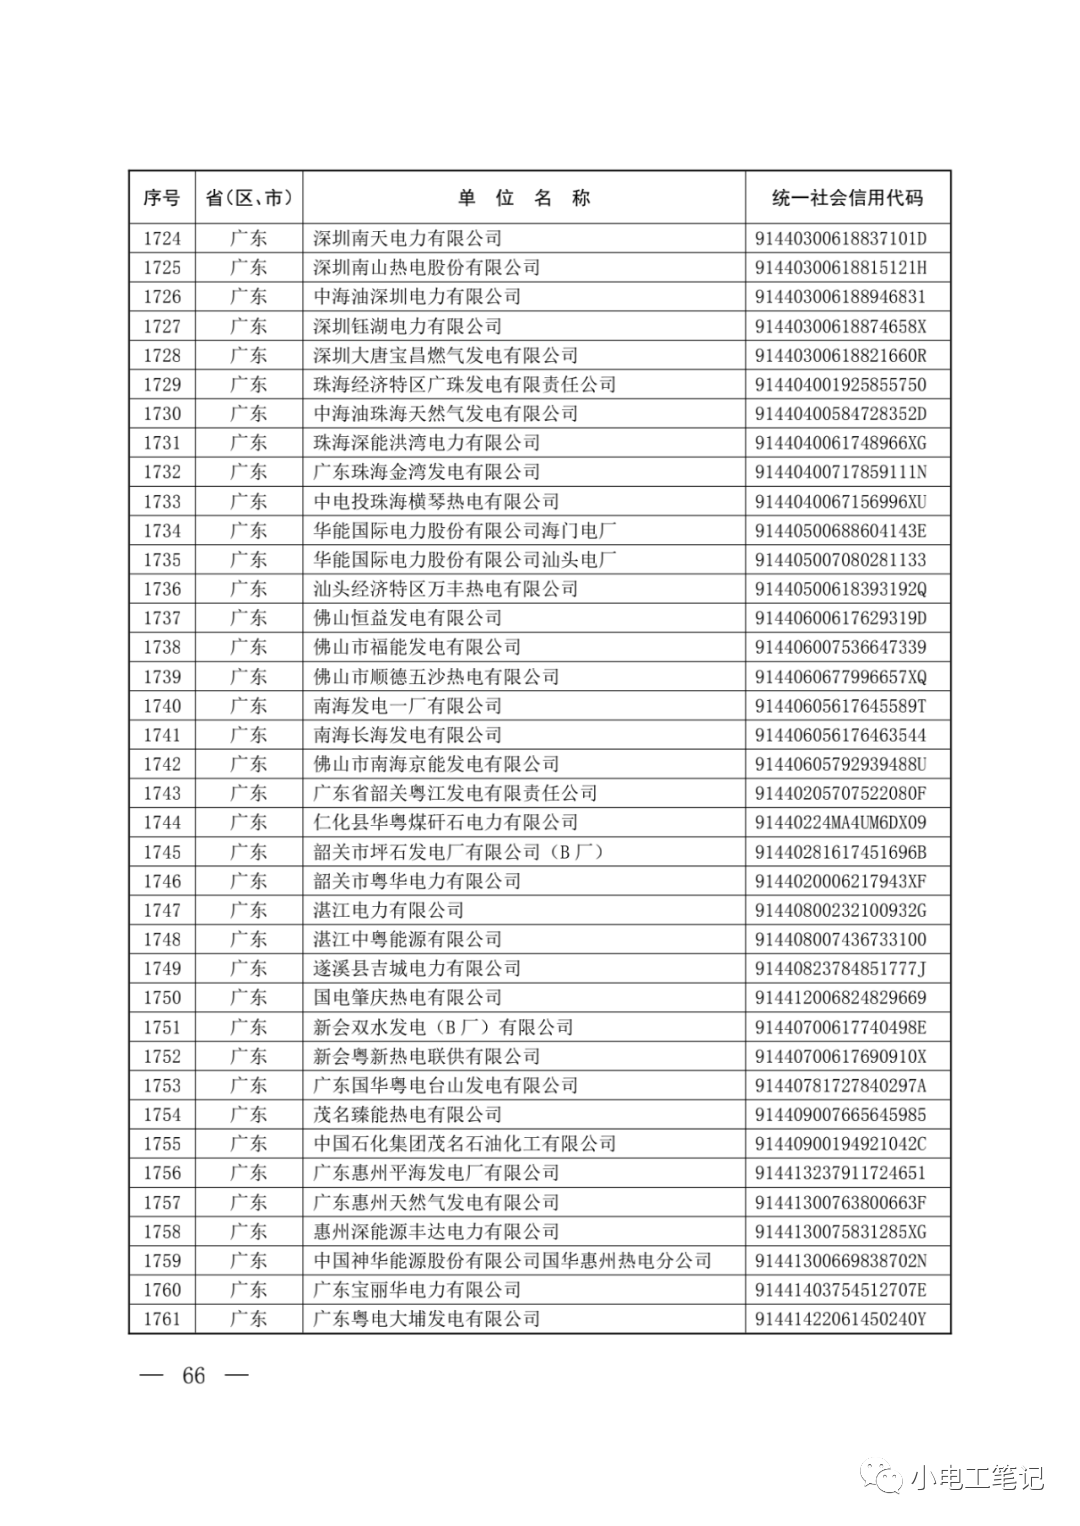 序号 省（区、市） 单位名称 统一社会信用代码
1724 广东 深圳南天电力有限公司 91440300618837101D
1725 广东 深圳南山热电股份有限公司 91440300618815121H
1726 广东 中海油深圳电力有限公司 914403006188946831
1727 广东 深圳钰湖电力有限公司 91440300618874658X
1728 广东 深圳大唐宝昌燃气发电有限公司 91440300618821660R
1729 广东 珠海经济特区广珠发电有限责任公司 914404001925855750
1730 广东 中海油珠海天然气发电有限公司 91440400584728352D
1731 广东 珠海深能洪湾电力有限公司 9144040061748966XG
1732 广东 广东珠海金湾发电有限公司 91440400717859111N
1733 广东 中电投珠海横琴热电有限公司 9144040067156996XU
1734 广东 华能国际电力股份有限公司海门电厂 91440500688604143E
1735 广东 华能国际电力股份有限公司汕头电厂 914405007080281133
1736 广东 汕头经济特区万丰热电有限公司 91440500618393192Q
1737 广东 佛山恒益发电有限公司 91440600617629319D
1738 广东 佛山市福能发电有限公司 914406007536647339
1739 广东 佛山市顺德五沙热电有限公司 9144060677996657XQ
1740 广东 南海发电一厂有限公司 91440605617645589T
1741 广东 南海长海发电有限公司 914406056176463544
1742 广东 佛山市南海京能发电有限公司 91440605792939488U
1743 广东 广东省韶关粤江发电有限责任公司 91440205707522080F
1744 广东 仁化县华粤煤矸石电力有限公司 91440224MA4UM6DX09
1745 广东 韶关市坪石发电厂有限公司（B厂） 91440281617451696B
1746 广东 韶关市粤华电力有限公司 9144020006217943XF
1747 广东 湛江电力有限公司 91440800232100932G
1748 广东 湛江中粤能源有限公司 914408007436733100
1749 广东 遂溪县吉城电力有限公司 91440823784851777J
1750 广东 国电肇庆热电有限公司 914412006824829669
1751 广东 新会双水发电（B厂）有限公司 91440700617740498E
1752 广东 新会粤新热电联供有限公司 91440700617690910X
1753 广东 广东国华粤电台山发电有限公司 91440781727840297A
1754 广东 茂名臻能热电有限公司 914409007665645985
1755 广东 中国石化集团茂名石油化工有限公司 91440900194921042C
1756 广东 广东惠州平海发电厂有限公司 914413237911724651
1757 广东 广东惠州天然气发电有限公司 91441300763800663F
1758 广东 惠州深能源丰达电力有限公司 9144130075831285XG
1759 广东 中国神华能源股份有限公司国华惠州热电分公司 91441300669838702N
1760 广东 广东宝丽华电力有限公司 91441403754512707E
1761 广东 广东粤电大埔发电有限公司 91441422061450240Y
— 66 —
小电工笔记